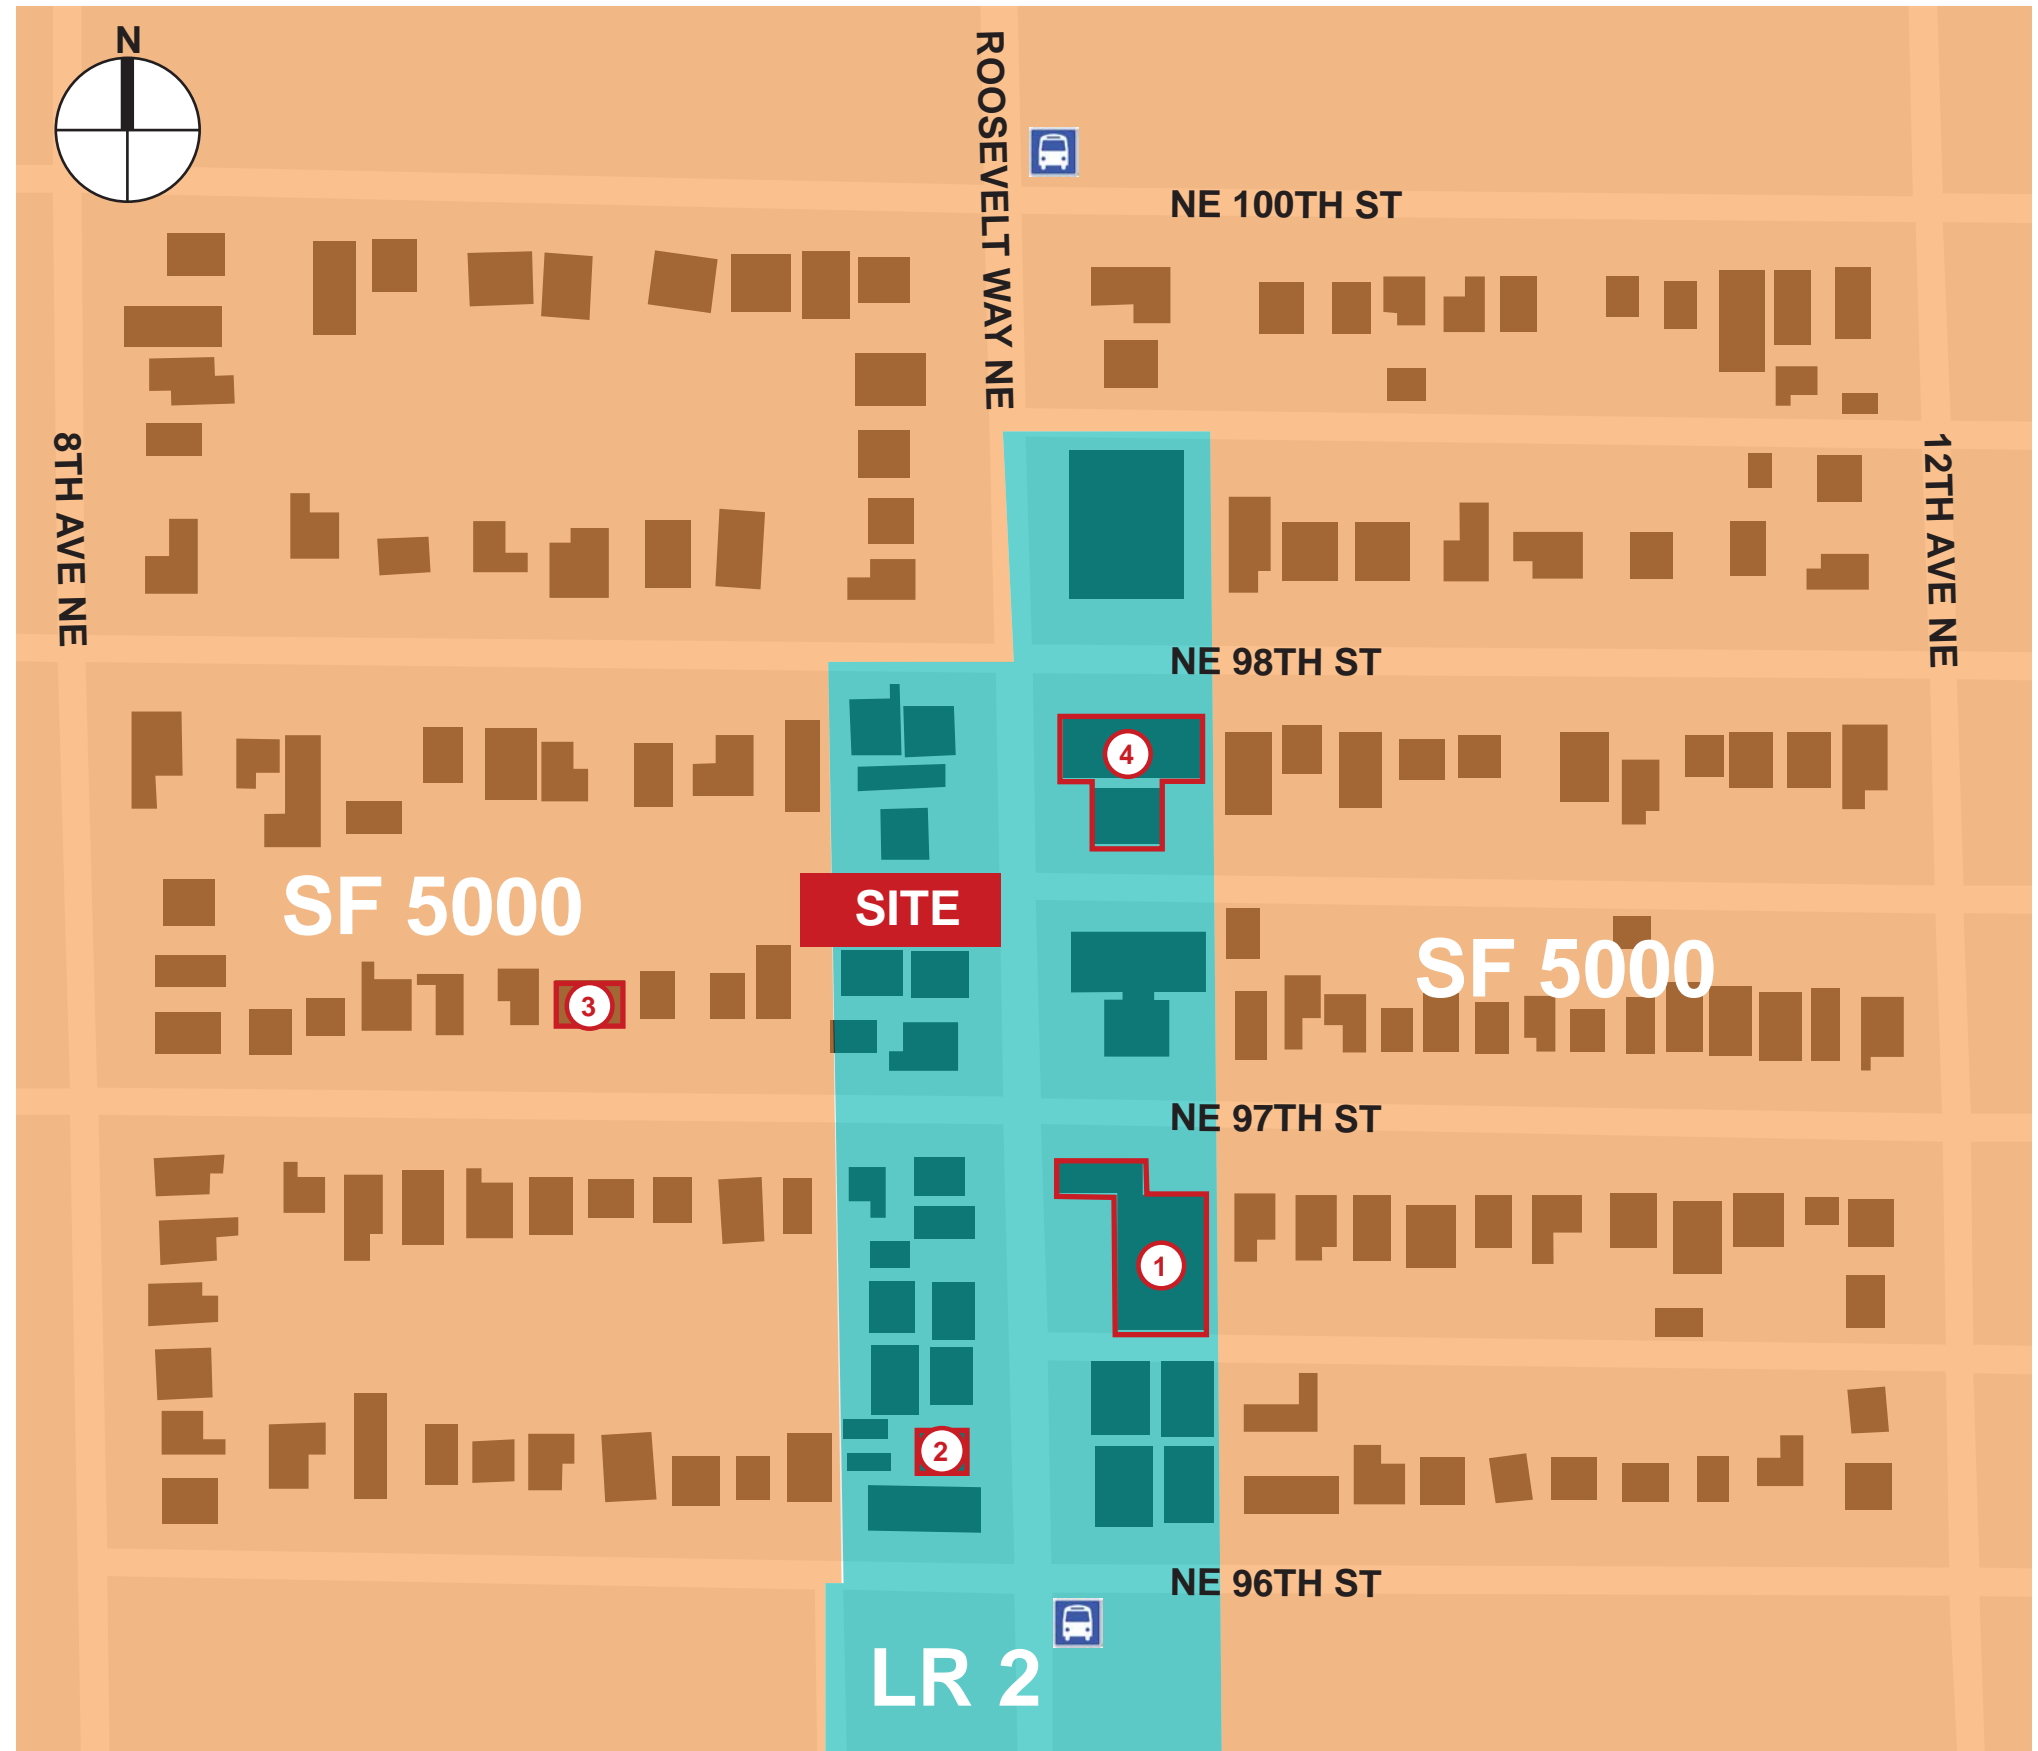 N
ROOSEVELT WAY NE
NE 100TH ST
8TH AVE NE
12TH AVE NE
NE 98TH ST
4
SF 5000
SITE
SF 5000
3
NE 97TH ST
1
2
NE 96TH ST
LR 2